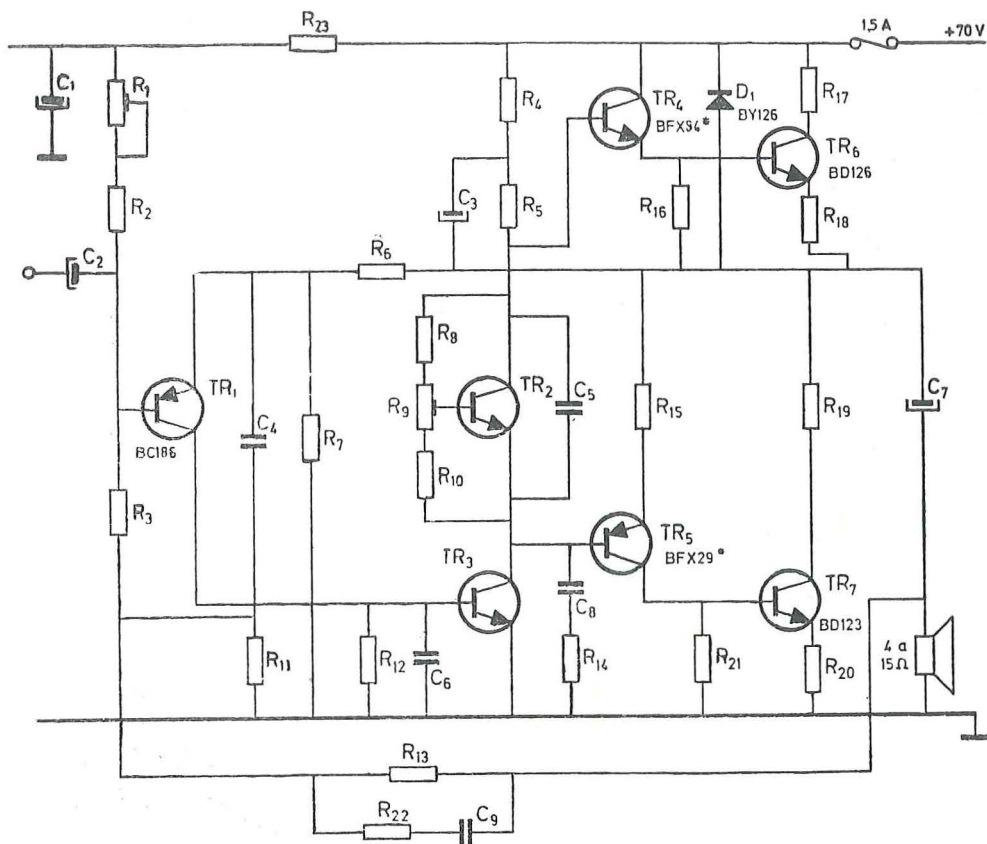 R23
1,5 A
+70 V
C1
R1
R4
TR4
BFX94*
D1
BY126
R17
TR6
BD126
R2
C3
R5
R16
R18
C2
R6
R8
TR1
BC186
C4
R7
R9
TR2
C5
R15
R19
C7
R10
R3
TR5
BFX29*
TR3
TR7
BD123
C8
R11
R12
C6
R14
R21
R20
4 a
15Ω
R13
R22
C9